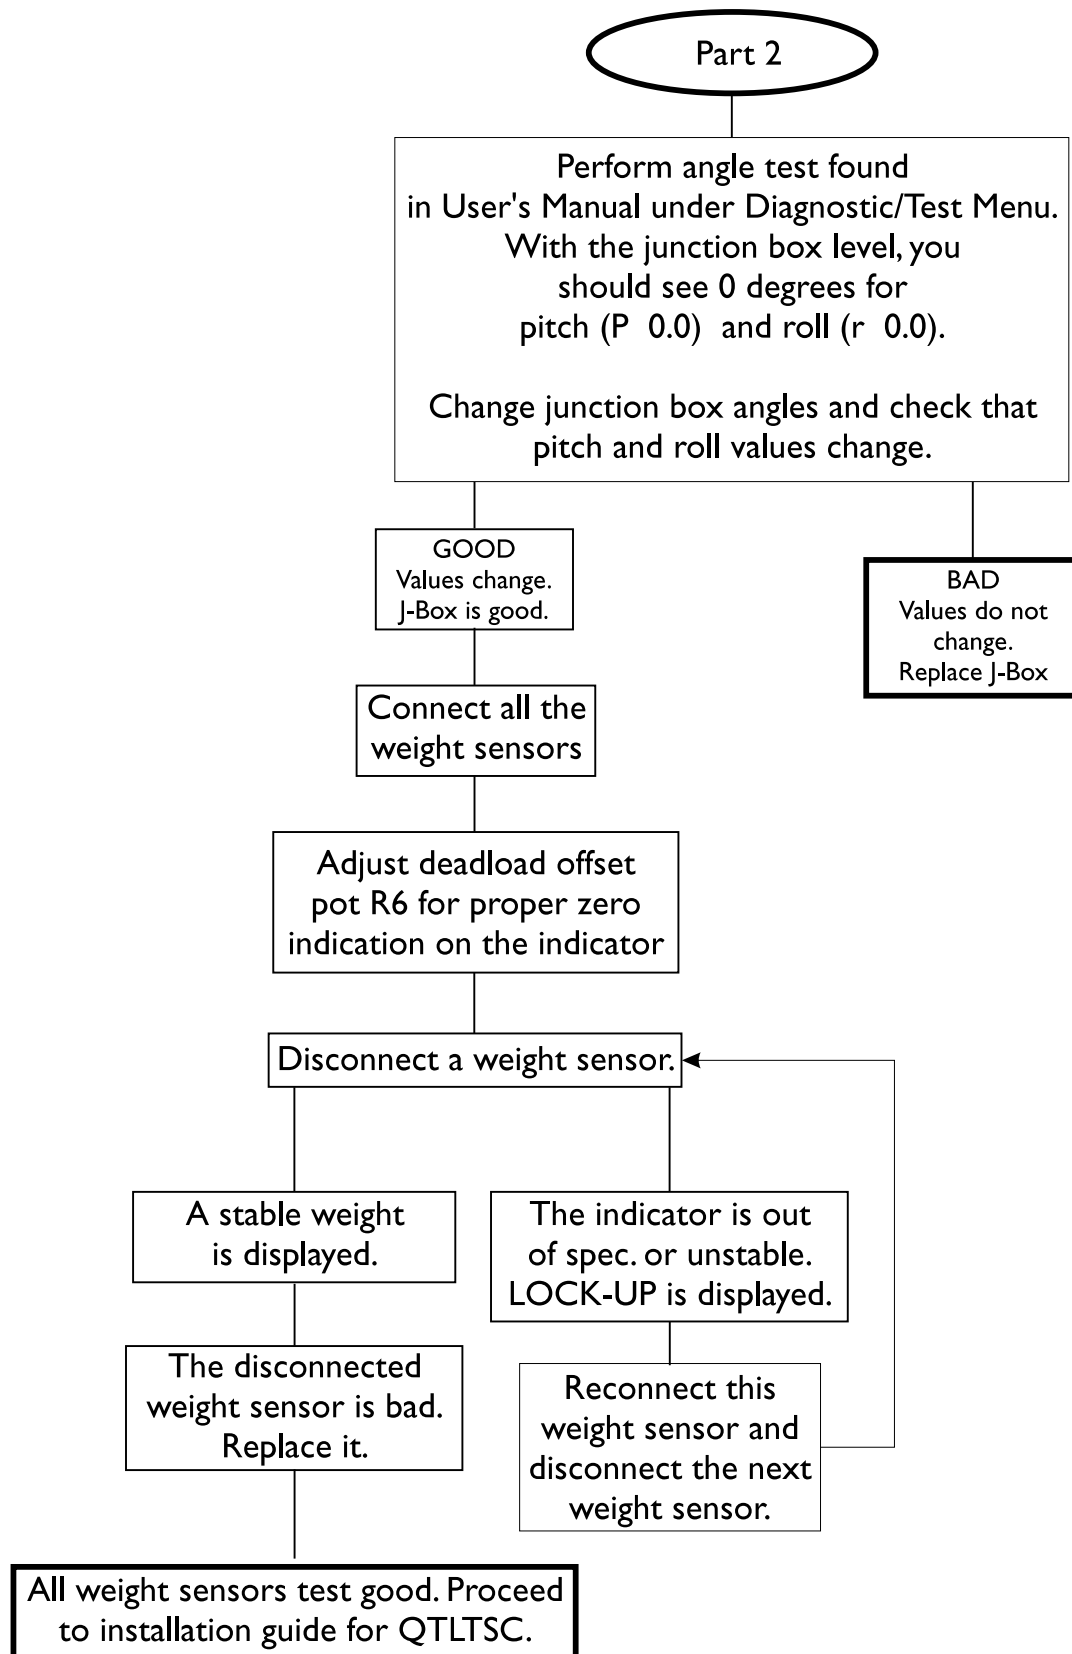 Part 2
Perform angle test found
in User's Manual under Diagnostic/Test Menu.
With the junction box level, you
should see 0 degrees for
pitch (P  0.0)  and roll (r  0.0).
Change junction box angles and check that
pitch and roll values change.
GOOD
Values change.
J-Box is good.
BAD
Values do not
change.
Replace J-Box
Connect all the
weight sensors
Adjust deadload offset
pot R6 for proper zero
indication on the indicator
Disconnect a weight sensor.
A stable weight
is displayed.
The indicator is out
of spec. or unstable.
LOCK-UP is displayed.
The disconnected
weight sensor is bad.
Replace it.
Reconnect this
weight sensor and
disconnect the next
weight sensor.
All weight sensors test good. Proceed
to installation guide for QTLTSC.